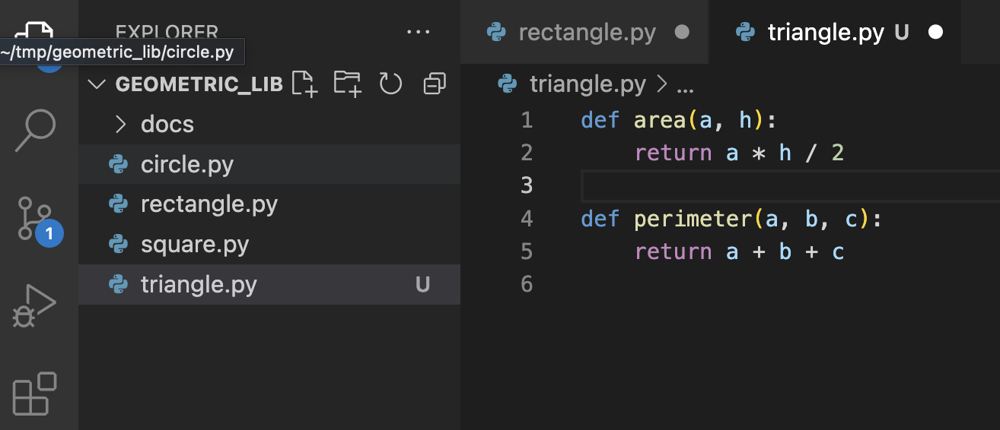 EXPLORER
~/tmp/geometric_lib/circle.py
GEOMETRIC_LIB
docs
circle.py
rectangle.py
square.py
triangle.py U
1
rectangle.py
triangle.py U
triangle.py > ...
1 def area(a, h):
2     return a * h / 2
3
4 def perimeter(a, b, c):
5     return a + b + c
6